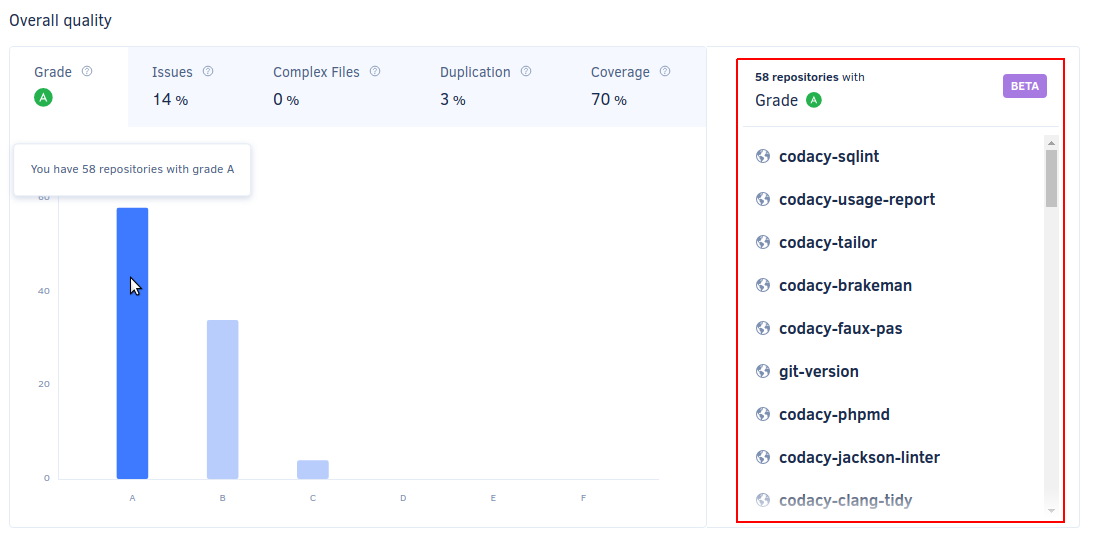 Overall quality
Grade
A
Issues
14 %
Complex Files
0 %
Duplication
3 %
Coverage
70 %
You have 58 repositories with grade A
60
40
20
0
A
B
C
D
E
F
58 repositories with
Grade A
BETA
codacy-sqlint
codacy-usage-report
codacy-tailor
codacy-brakeman
codacy-faux-pas
git-version
codacy-phpmd
codacy-jackson-linter
codacy-clang-tidy